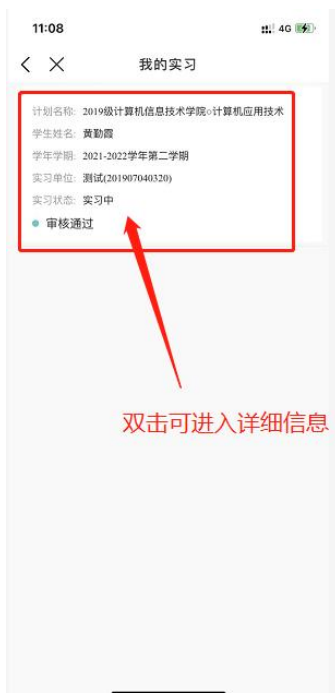 11:08 4G
我的实习
计划名称: 2019级计算机信息技术学院○计算机应用技术
学生姓名: 黄勤霞
学年学期: 2021-2022学年第二学期
实习单位: 测试(201907040320)
实习状态: 实习中
审核通过
双击可进入详细信息